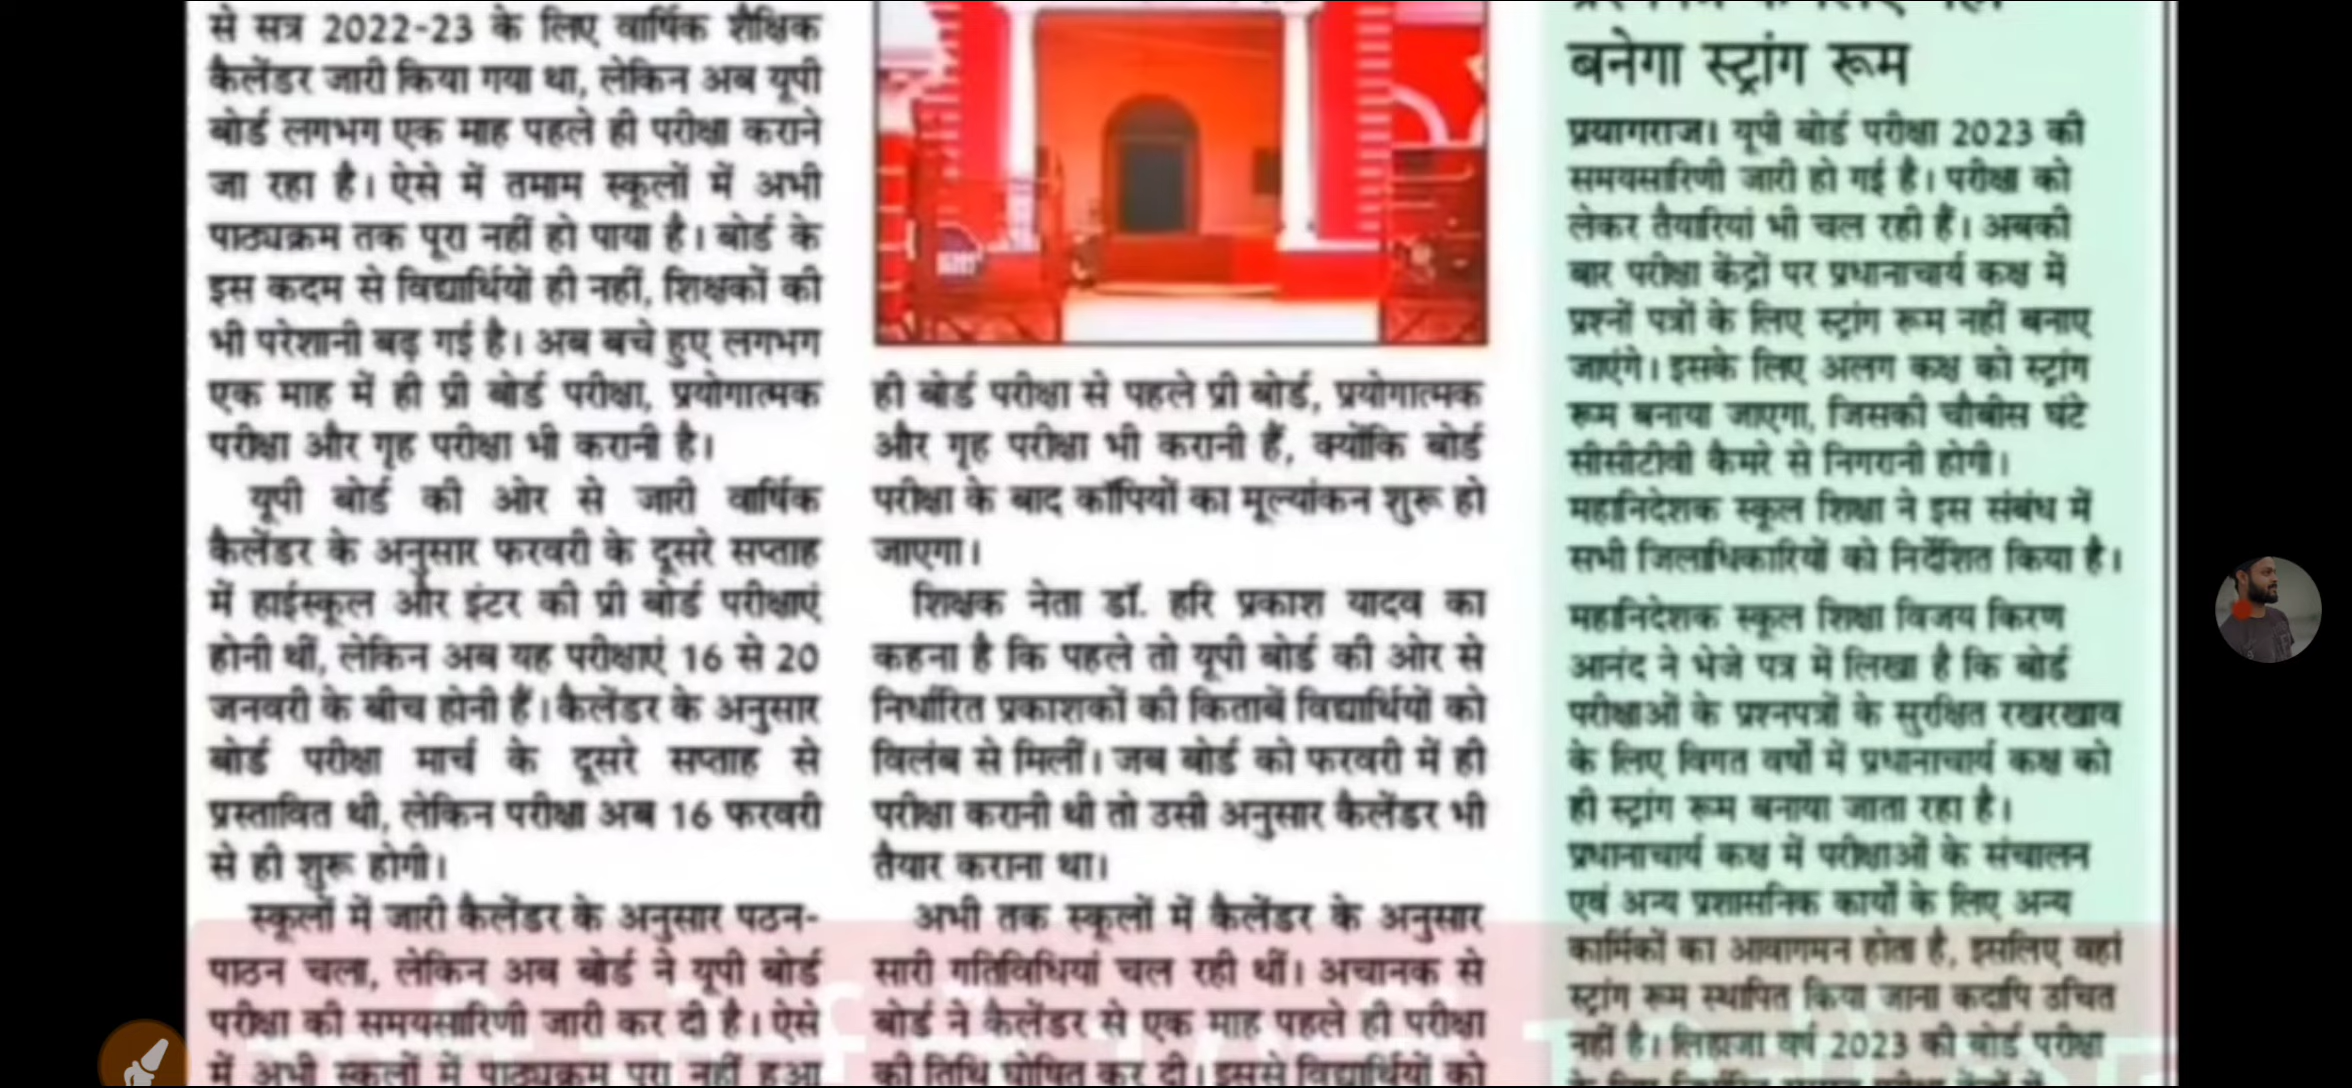 से सत्र 2022-23 के लिए वार्षिक शैक्षिक
कैलेंडर जारी किया गया था, लेकिन अब यूपी
बोर्ड लगभग एक माह पहले ही परीक्षा कराने
जा रहा है। ऐसे में तमाम स्कूलों में अभी
पाठ्यक्रम तक पूरा नहीं हो पाया है। बोर्ड के
इस कदम से विद्यार्थियों ही नहीं, शिक्षकों की
भी परेशानी बढ़ गई है। अब बचे हुए लगभग
एक माह में ही प्री बोर्ड परीक्षा, प्रयोगात्मक
परीक्षा और गृह परीक्षा भी करानी है।
यूपी बोर्ड की ओर से जारी वार्षिक
कैलेंडर के अनुसार फरवरी के दूसरे सप्ताह
में हाईस्कूल और इंटर की प्री बोर्ड परीक्षाएं
होनी थीं, लेकिन अब यह परीक्षाएं 16 से 20
जनवरी के बीच होनी हैं। कैलेंडर के अनुसार
बोर्ड परीक्षा मार्च के दूसरे सप्ताह से
प्रस्तावित थी, लेकिन परीक्षा अब 16 फरवरी
से ही शुरू होगी।
स्कूलों में जारी कैलेंडर के अनुसार पठन-
पाठन चला, लेकिन अब बोर्ड ने यूपी बोर्ड
परीक्षा की समयसारिणी जारी कर दी है। ऐसे
में अभी स्कूलों में पाठ्यक्रम पूरा नहीं हुआ
ही बोर्ड परीक्षा से पहले प्री बोर्ड, प्रयोगात्मक
और गृह परीक्षा भी करानी हैं, क्योंकि बोर्ड
परीक्षा के बाद कॉपियों का मूल्यांकन शुरू हो
जाएगा।
शिक्षक नेता डॉ. हरि प्रकाश यादव का
कहना है कि पहले तो यूपी बोर्ड की ओर से
निर्धारित प्रकाशकों की किताबें विद्यार्थियों को
विलंब से मिलीं। जब बोर्ड को फरवरी में ही
परीक्षा करानी थी तो उसी अनुसार कैलेंडर भी
तैयार कराना था।
अभी तक स्कूलों में कैलेंडर के अनुसार
सारी गतिविधियां चल रही थीं। अचानक से
बोर्ड ने कैलेंडर से एक माह पहले ही परीक्षा
की तिथि घोषित कर दी। इससे विद्यार्थियों को
बनेगा स्ट्रांग रूम
प्रयागराज। यूपी बोर्ड परीक्षा 2023 की
समयसारिणी जारी हो गई है। परीक्षा को
लेकर तैयारियां भी चल रही हैं। अबकी
बार परीक्षा केंद्रों पर प्रधानाचार्य कक्ष में
प्रश्नों पत्रों के लिए स्ट्रांग रूम नहीं बनाए
जाएंगे। इसके लिए अलग कक्ष को स्ट्रांग
रूम बनाया जाएगा, जिसकी चौबीस घंटे
सीसीटीवी कैमरे से निगरानी होगी।
महानिदेशक स्कूल शिक्षा ने इस संबंध में
सभी जिलाधिकारियों को निर्देशित किया है।
महानिदेशक स्कूल शिक्षा विजय किरण
आनंद ने भेजे पत्र में लिखा है कि बोर्ड
परीक्षाओं के प्रश्नपत्रों के सुरक्षित रखरखाव
के लिए विगत वर्षों में प्रधानाचार्य कक्ष को
ही स्ट्रांग रूम बनाया जाता रहा है।
प्रधानाचार्य कक्ष में परीक्षाओं के संचालन
एवं अन्य प्रशासनिक कार्यों के लिए अन्य
कार्मिकों का आवागमन होता है, इसलिए वहां
स्ट्रांग रूम स्थापित किया जाना कदापि उचित
नहीं है। लिहाजा वर्ष 2023 की बोर्ड परीक्षा